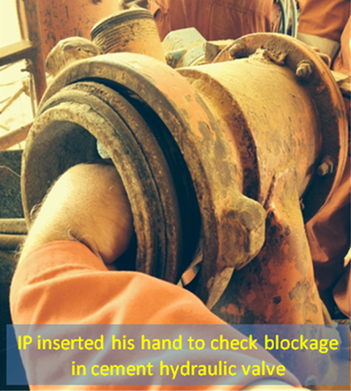 IP inserted his hand to check blockage
in cement hydraulic valve